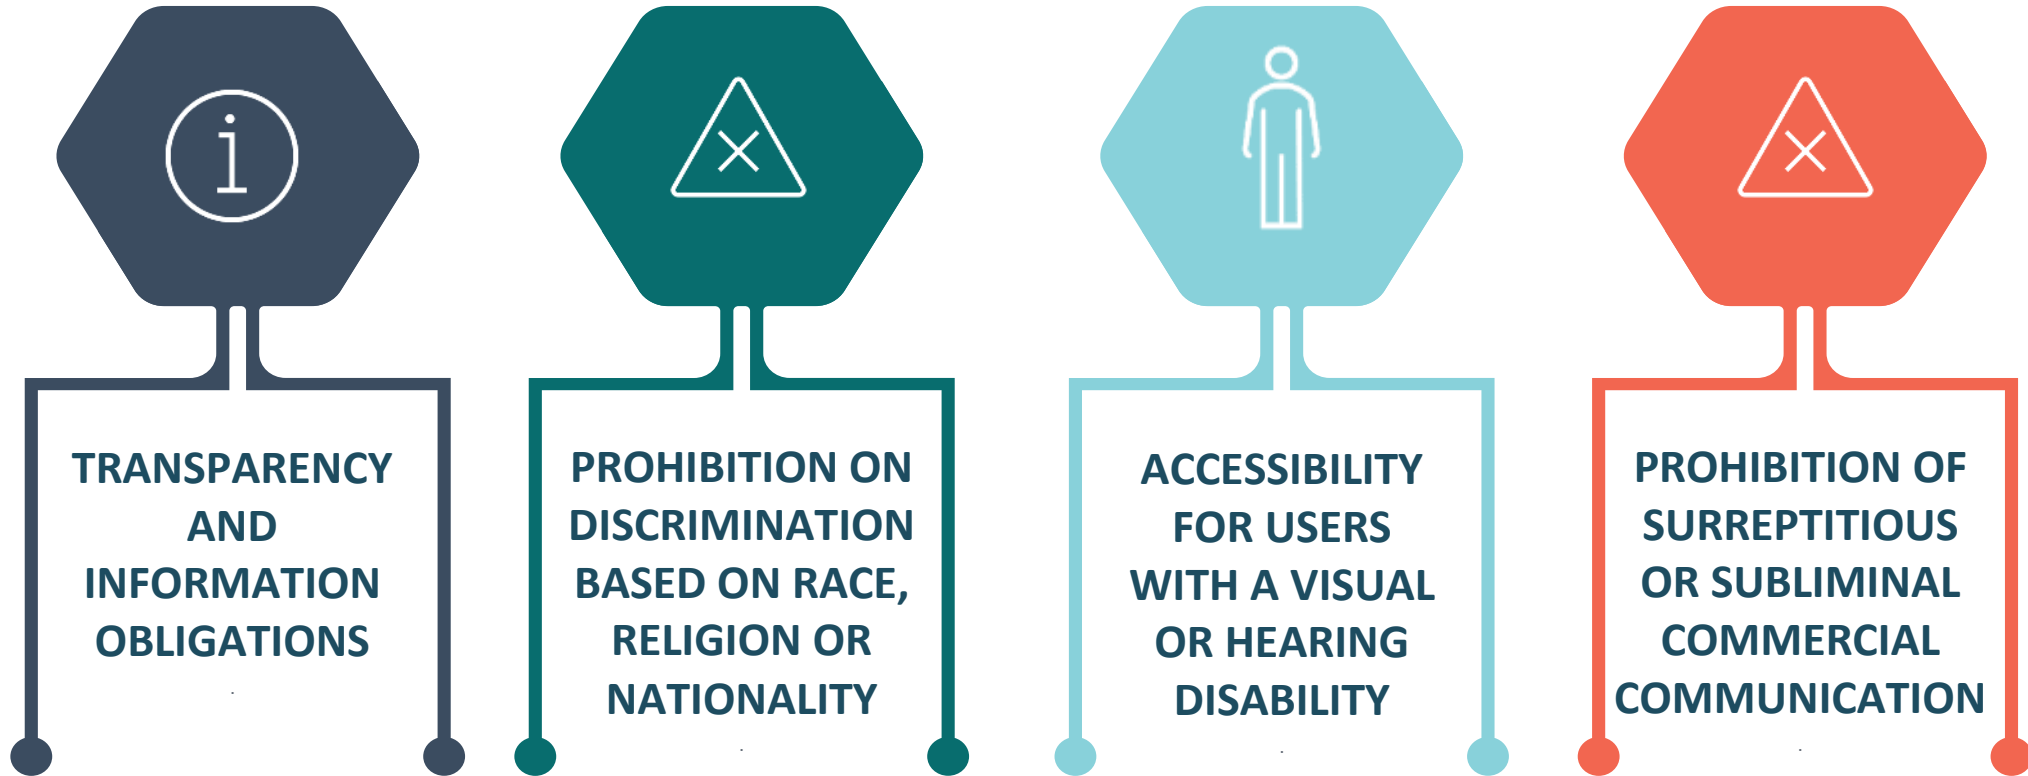 TRANSPARENCY
AND
INFORMATION
OBLIGATIONS
.
PROHIBITION ON
DISCRIMINATION
BASED ON RACE,
RELIGION OR
NATIONALITY
.
ACCESSIBILITY
FOR USERS
WITH A VISUAL
OR HEARING
DISABILITY
.
PROHIBITION OF
SURREPTITIOUS
OR SUBLIMINAL
COMMERCIAL
COMMUNICATION
.